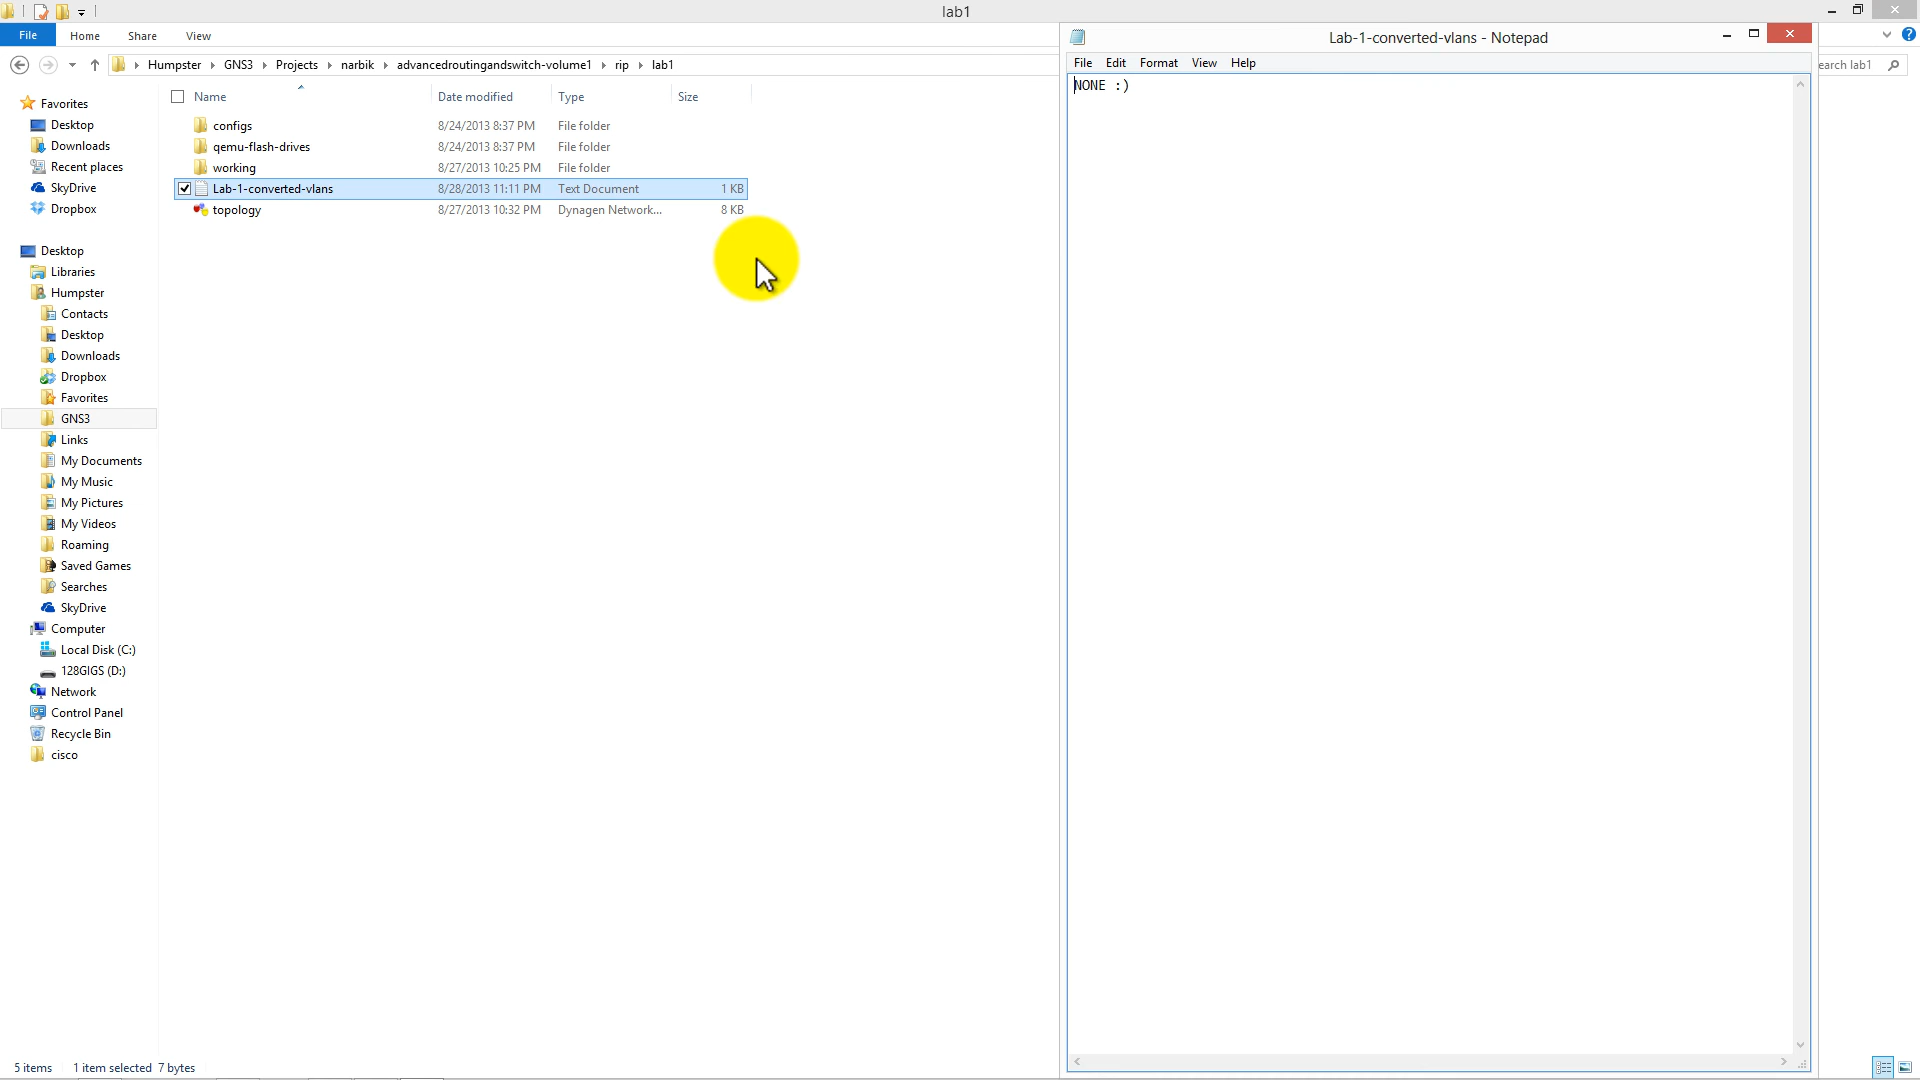 lab1
File Home Share View
Humpster GNS3 Projects narbik advancedroutingandswitch-volume1 rip lab1
earch lab1
Name Date modified Type Size
configs 8/24/2013 8:37 PM File folder
qemu-flash-drives 8/24/2013 8:37 PM File folder
working 8/27/2013 10:25 PM File folder
Lab-1-converted-vlans 8/28/2013 11:11 PM Text Document 1 KB
topology 8/27/2013 10:32 PM Dynagen Network... 8 KB
Favorites
Desktop
Downloads
Recent places
SkyDrive
Dropbox
Desktop
Libraries
Humpster
Contacts
Desktop
Downloads
Dropbox
Favorites
GNS3
Links
My Documents
My Music
My Pictures
My Videos
Roaming
Saved Games
Searches
SkyDrive
Computer
Local Disk (C:)
128GIGS (D:)
Network
Control Panel
Recycle Bin
cisco
5 items 1 item selected 7 bytes
Lab-1-converted-vlans - Notepad
File Edit Format View Help
NONE :)